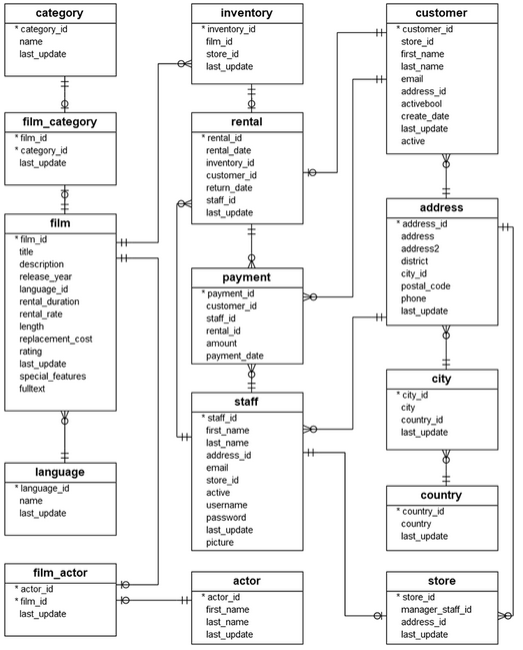 category
* category_id
name
last_update
film_category
* film_id
* category_id
last_update
film
* film_id
title
description
release_year
language_id
rental_duration
rental_rate
length
replacement_cost
rating
last_update
special_features
fulltext
language
* language_id
name
last_update
film_actor
* actor_id
* film_id
last_update
inventory
* inventory_id
film_id
store_id
last_update
rental
* rental_id
rental_date
inventory_id
customer_id
return_date
staff_id
last_update
payment
* payment_id
customer_id
staff_id
rental_id
amount
payment_date
staff
* staff_id
first_name
last_name
address_id
email
store_id
active
username
password
last_update
picture
actor
* actor_id
first_name
last_name
last_update
customer
* customer_id
store_id
first_name
last_name
email
address_id
activebool
create_date
last_update
active
address
* address_id
address
address2
district
city_id
postal_code
phone
last_update
city
* city_id
city
country_id
last_update
country
* country_id
country
last_update
store
* store_id
manager_staff_id
address_id
last_update